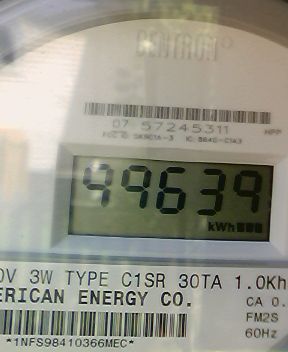 CENTRON
07 57245311 HPP
99639
kWh
0V 3W TYPE C1SR 30TA 1.0Kh
ERICAN ENERGY CO.
CA 0.
FM2S
60Hz
*1NFS98410366MEC*